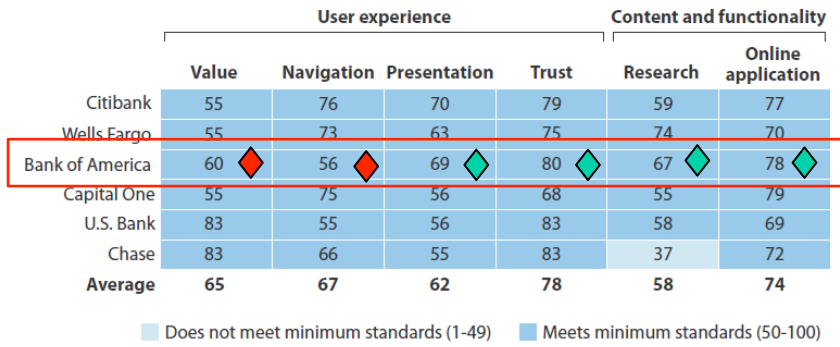 User experience Content and functionality
Value Navigation Presentation Trust Research Online application
Citibank 55 76 70 79 59 77
Wells Fargo 55 73 63 75 74 70
Bank of America 60 56 69 80 67 78
Capital One 55 75 56 68 55 79
U.S. Bank 83 55 56 83 58 69
Chase 83 66 55 83 37 72
Average 65 67 62 78 58 74
Does not meet minimum standards (1-49) Meets minimum standards (50-100)